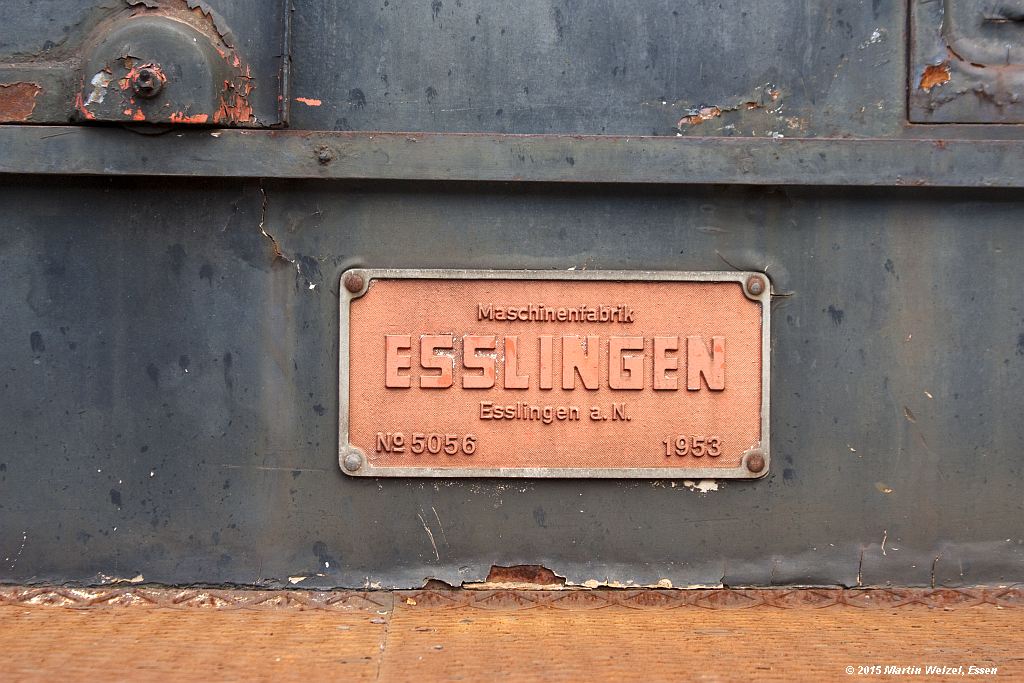 Maschinenfabrik
ESSLINGEN
Esslingen a. N.
Nº 5056 1953
© 2015 Martin Welzel, Essen